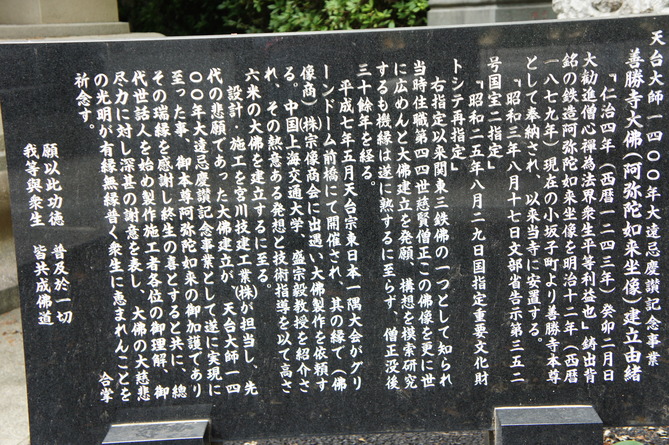 天台大師一四〇〇年大遠忌慶讃記念事業
善勝寺大佛(阿弥陀如来坐像)建立由緒
『仁治四年(西暦一二四三年)癸卯二月日
大勧進僧心禅為法界衆生平等利益也」鋳出背
銘の鉄造阿弥陀如来坐像を明治十二年(西暦
一八七九年)現在の小坂子町より善勝寺本尊
として奉納され、以来当寺に安置する。
『昭和三年八月十七日文部省告示第三五二
号国宝ニ指定』
『昭和二五年八月二九日国指定重要文化財
トシテ再指定』
右指定以来関東三鉄佛の一つとして知られ
当時住職第四四世慈賢僧正この佛像を更に世
に広めんと大佛建立を発願、構想を模索研究
するも機縁は遂に熟するに至らず、僧正没後
三十餘年を経る。
平成七年五月天台宗東日本一隅大会がグリ
ーンドーム前橋にて開催され、其の縁で(佛
像商)(株)宗像商会に出遇い大佛製作を依頼す
る。中国上海交通大学、盛宗毅教授を紹介さ
れ、その熱意ある発想と技術指導を以て高さ
六米の大佛を建立するに至る。
設計・施工を宮川技建工業(株)が担当し、先
代の悲願であった大佛建立が、天台大師一四
〇〇年大遠忌慶讃記念事業として遂に実現に
至った事、御本尊阿弥陀如来の御加護であり
その瑞縁を感謝し終生の喜とすると共に、総
代世話人を始め製作施工者各位の御理解、御
尽力に対し深甚の謝意を表し、大佛の大慈悲
の光明が有縁無縁普く衆生に恵まれんことを
祈念す。 合掌
願以此功徳 普及於一切
我等與衆生 皆共成佛道